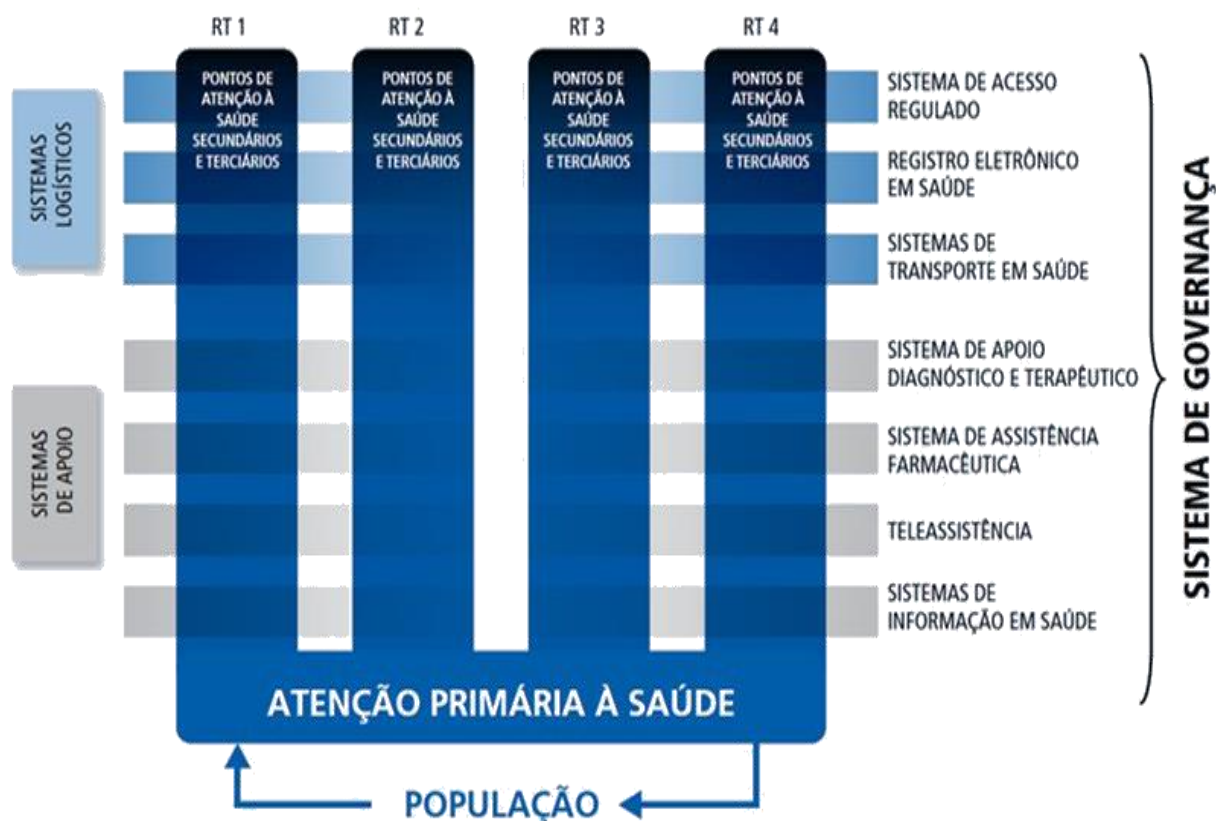 RT 1
RT 2
RT 3
RT 4
PONTOS DE
ATENÇÃO À
SAÚDE
SECUNDÁRIOS
E TERCIÁRIOS
PONTOS DE
ATENÇÃO À
SAÚDE
SECUNDÁRIOS
E TERCIÁRIOS
PONTOS DE
ATENÇÃO À
SAÚDE
SECUNDÁRIOS
E TERCIÁRIOS
PONTOS DE
ATENÇÃO À
SAÚDE
SECUNDÁRIOS
E TERCIÁRIOS
SISTEMAS
LOGÍSTICOS
SISTEMAS
DE APOIO
SISTEMA DE ACESSO
REGULADO
REGISTRO ELETRÔNICO
EM SAÚDE
SISTEMAS DE
TRANSPORTE EM SAÚDE
SISTEMA DE APOIO
DIAGNÓSTICO E TERAPÊUTICO
SISTEMA DE ASSISTÊNCIA
FARMACÊUTICA
TELEASSISTÊNCIA
SISTEMAS DE
INFORMAÇÃO EM SAÚDE
SISTEMA DE GOVERNANÇA
ATENÇÃO PRIMÁRIA À SAÚDE
POPULAÇÃO